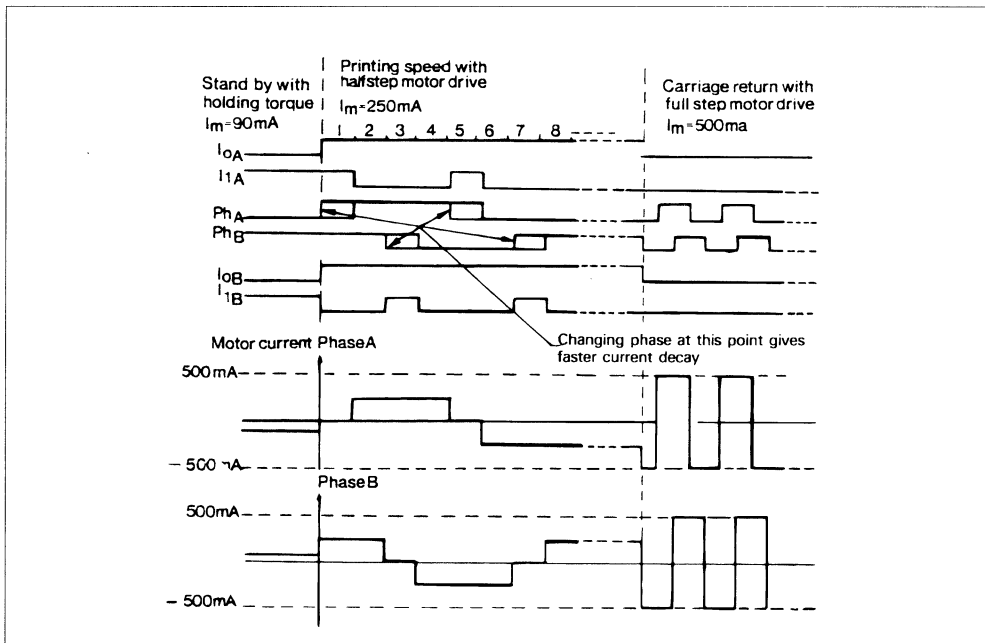 Stand by with
holding torque
Im=90mA
Printing speed with
halfstep motor drive
Im=250mA
1 2 3 4 5 6 7 8
Carriage return with
full step motor drive
Im=500ma
I0A
I1A
PhA
PhB
I0B
I1B
Changing phase at this point gives
faster current decay
Motor current PhaseA
500mA
-500mA
PhaseB
500mA
-500mA